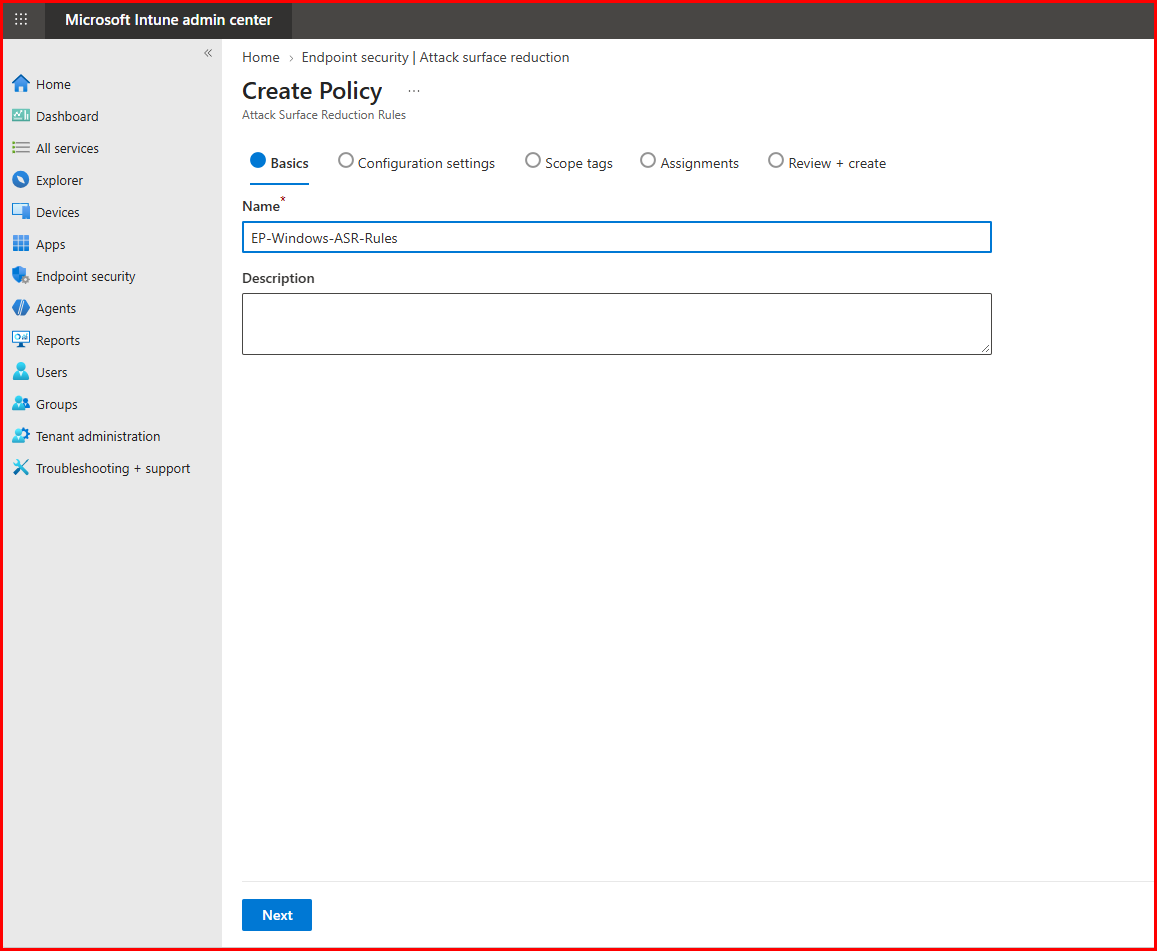 Microsoft Intune admin center
«
Home
Dashboard
All services
Explorer
Devices
Apps
Endpoint security
Agents
Reports
Users
Groups
Tenant administration
Troubleshooting + support
Home › Endpoint security | Attack surface reduction
Create Policy ...
Attack Surface Reduction Rules
Basics Configuration settings Scope tags Assignments Review + create
Name*
EP-Windows-ASR-Rules
Description
Next